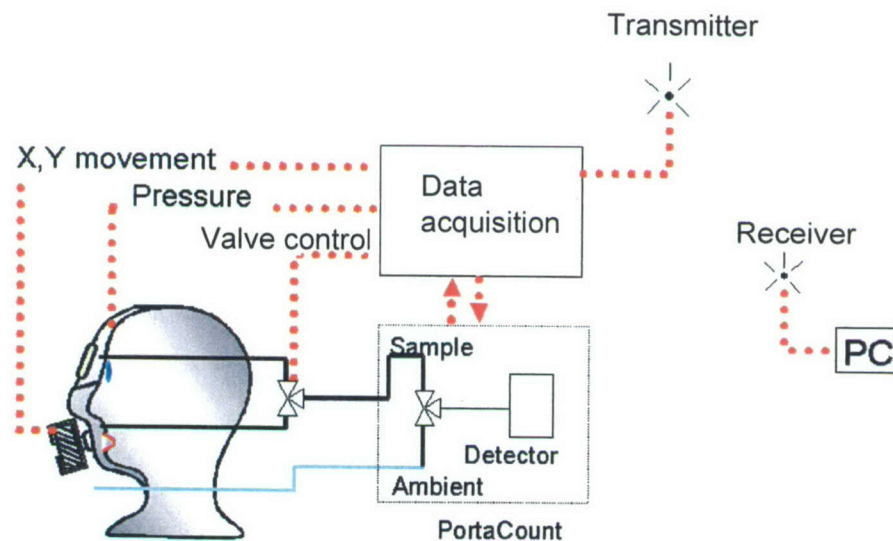 Transmitter
X,Y movement
Pressure
Valve control
Data
acquisition
Receiver
PC
Sample
Detector
Ambient
PortaCount